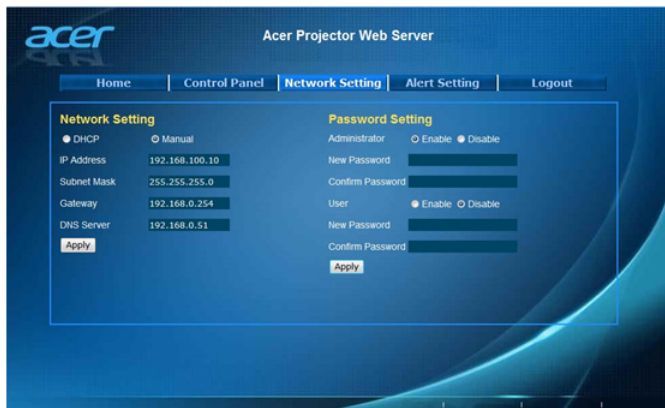 acer
Acer Projector Web Server
Home
Control Panel
Network Setting
Alert Setting
Logout
Network Setting
DHCP Manual
IP Address 192.168.100.10
Subnet Mask 255.255.255.0
Gateway 192.168.0.254
DNS Server 192.168.0.51
Apply
Password Setting
Administrator Enable Disable
New Password
Confirm Password
User Enable Disable
New Password
Confirm Password
Apply